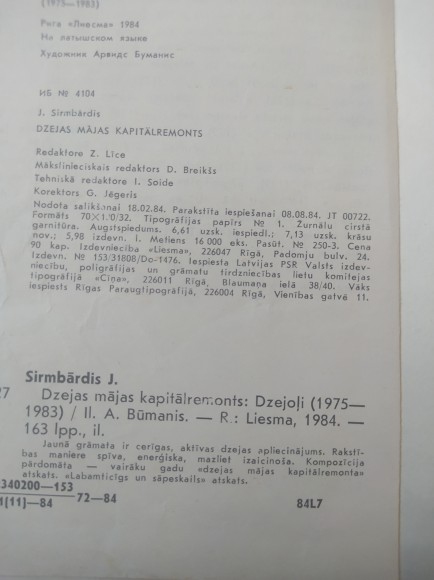 (1975—1983)
Рига «Лиесма» 1984
На латышском языке
Художник Арвидс Буманис
ИБ № 4104
J. Sirmbārdis
DZEJAS MĀJAS KAPITĀLREMONTS
Redaktore Z. Līce
Mākslinieciskais redaktors D. Breikšs
Tehniskā redaktore I. Soide
Korektors G. Jēgeris
Nodota salikšanai 18.02.84. Parakstīta iespiešanai 08.08.84. JT 00722.
Formāts 70×1.0/32. Tipogrāfijas papīrs № 1. Žurnālu cirstā
garnitūra. Augstspiedums. 6,61 uzsk. iespiedl.; 7,13 uzsk. krāsu
nov.; 5,98 izdevn. l. Metiens 16 000 eks. Pasūt. № 250-3. Cena
90 kap. Izdevniecība «Liesma», 226047 Rīgā, Padomju bulv. 24.
Izdevn. № 153/31808/Do-1476. Iespiesta Latvijas PSR Valsts izdev-
niecību, poligrāfijas un grāmatu tirdzniecības lietu komitejas
tipogrāfijā «Cīņa», 226011 Rīgā, Blaumaņa ielā 38/40. Vāks
iespiests Rīgas Paraugtipogrāfijā, 226004 Rīgā, Vienības gatvē 11.
Sirmbārdis J.
27 Dzejas mājas kapitālremonts: Dzejoļi (1975—
1983) / Il. A. Būmanis. — R.: Liesma, 1984. —
163 lpp., il.
Jaunā grāmata ir cerīgas, aktīvas dzejas apliecinājums. Rakstī-
bas maniere spīva, enerģiska, mazliet izaicinoša. Kompozīcija
pārdomāta — vairāku gadu «dzejas mājas kapitālremonta»
atskats. «Labamticīgs un sāpeskails» atskats.
340200—153
1[11]—84
72—84
84L7